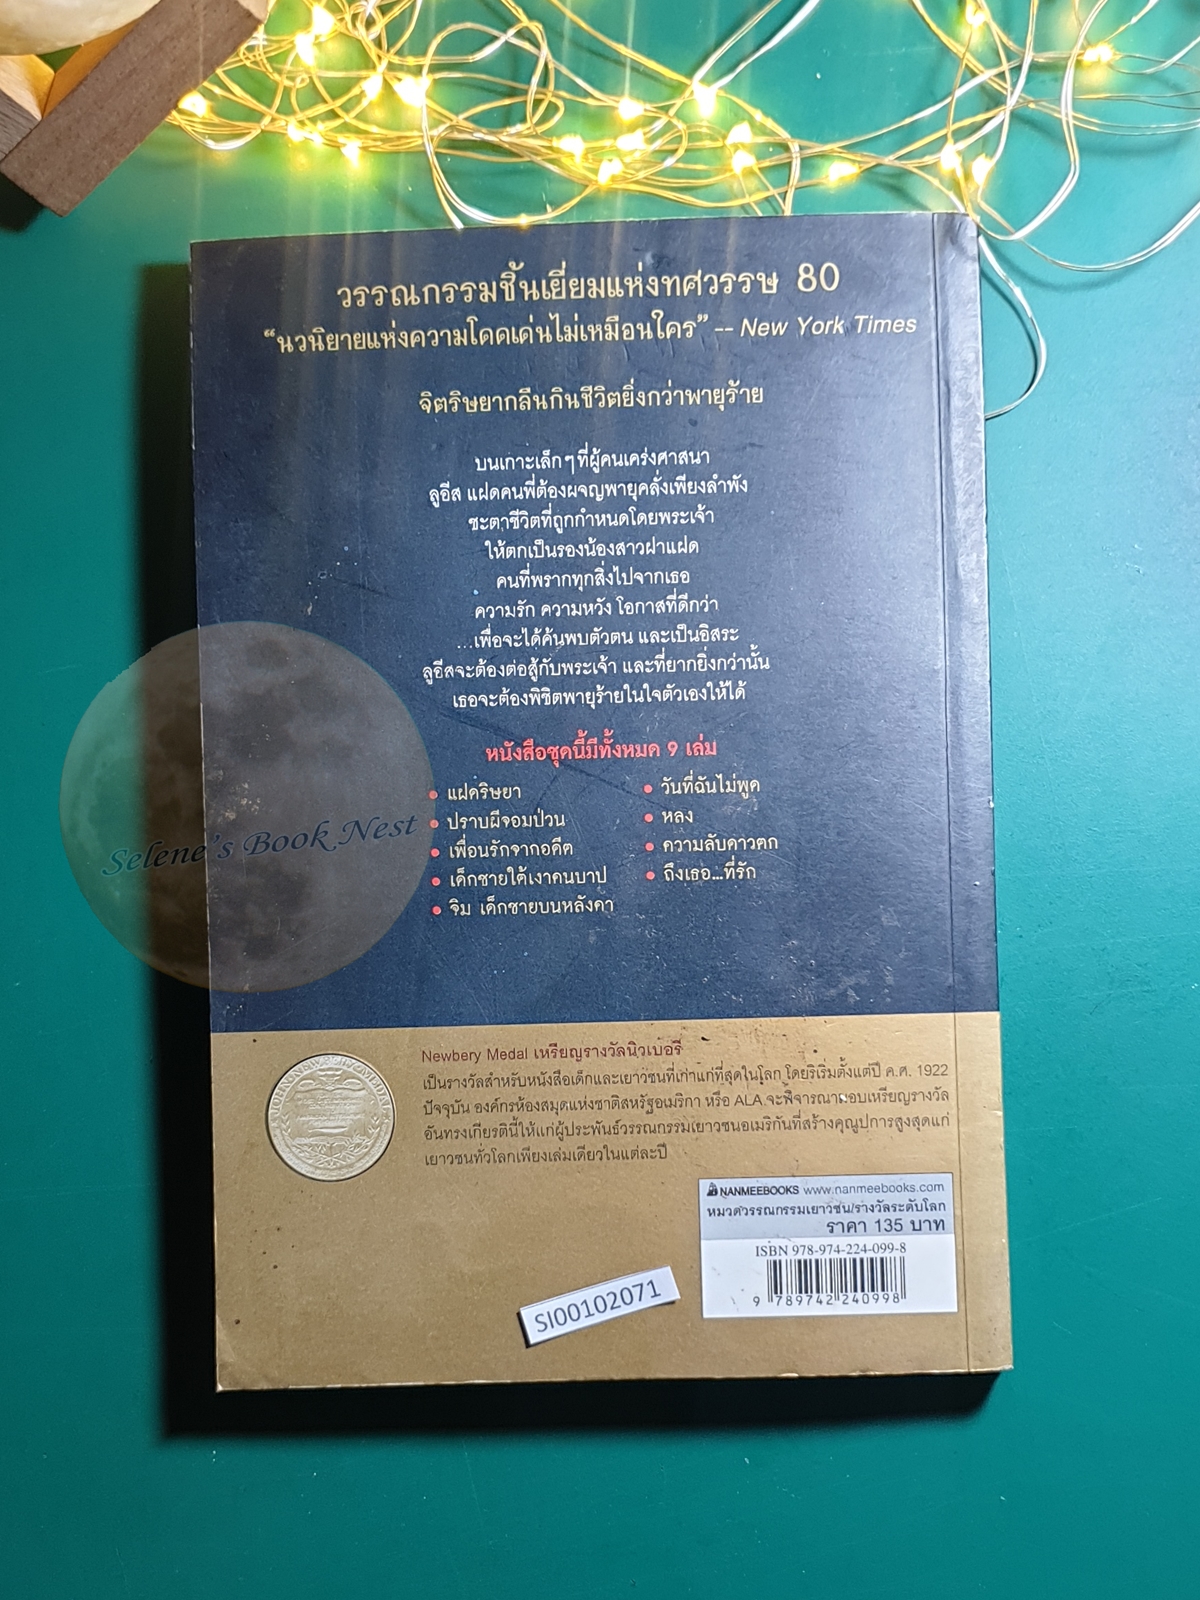 วรรณกรรมชิ้นเยี่ยมแห่งทศวรรษ 80
“นวนิยายแห่งความโดดเด่นไม่เหมือนใคร” -- New York Times
จิตริษยากลืนกินชีวิตยิ่งกว่าพายุร้าย
บนเกาะเล็กๆ ที่ผู้คนเคร่งศาสนา
ลูอีส แฝดคนพี่ต้องผจญพายุคลั่งเพียงลำพัง
ชะตาชีวิตที่ถูกกำหนดโดยพระเจ้า
ให้ตกเป็นรองน้องสาวฝาแฝด
คนที่พรากทุกสิ่งไปจากเธอ
ความรัก ความหวัง โอกาสที่ดีกว่า
...เพื่อจะได้ค้นพบตัวตน และเป็นอิสระ
ลูอีสจะต้องต่อสู้กับพระเจ้า และที่ยากยิ่งกว่านั้น
เธอจะต้องพิชิตพายุร้ายในใจตัวเองให้ได้
หนังสือชุดนี้มีทั้งหมด 9 เล่ม
• แฝดริษยา
• ปราบผีจอมป่วน
• เพื่อนรักจากอดีต
• เด็กชายใต้เงาคนบาป
• จิม เด็กชายบนหลังคา
• วันที่ฉันไม่พูด
• หลง
• ความลับดาวตก
• ถึงเธอ...ที่รัก
Selene's Book Nest
Newbery Medal เหรียญรางวัลนิวเบอรี
เป็นรางวัลสำหรับหนังสือเด็กและเยาวชนที่เก่าแก่ที่สุดในโลก โดยริเริ่มตั้งแต่ปี ค.ศ. 1922
ปัจจุบัน องค์กรห้องสมุดแห่งชาติสหรัฐอเมริกา หรือ ALA จะพิจารณามอบเหรียญรางวัล
อันทรงเกียรตินี้ให้แก่ผู้ประพันธ์วรรณกรรมเยาวชนอเมริกันที่สร้างคุณูปการสูงสุดแก่
เยาวชนทั่วโลกเพียงเล่มเดียวในแต่ละปี
NANMEEBOOKS www.nanmeebooks.com
หมวดวรรณกรรมเยาวชน/รางวัลระดับโลก
ราคา 135 บาท
ISBN 978-974-224-099-8
9 789742 240998
SI00102071